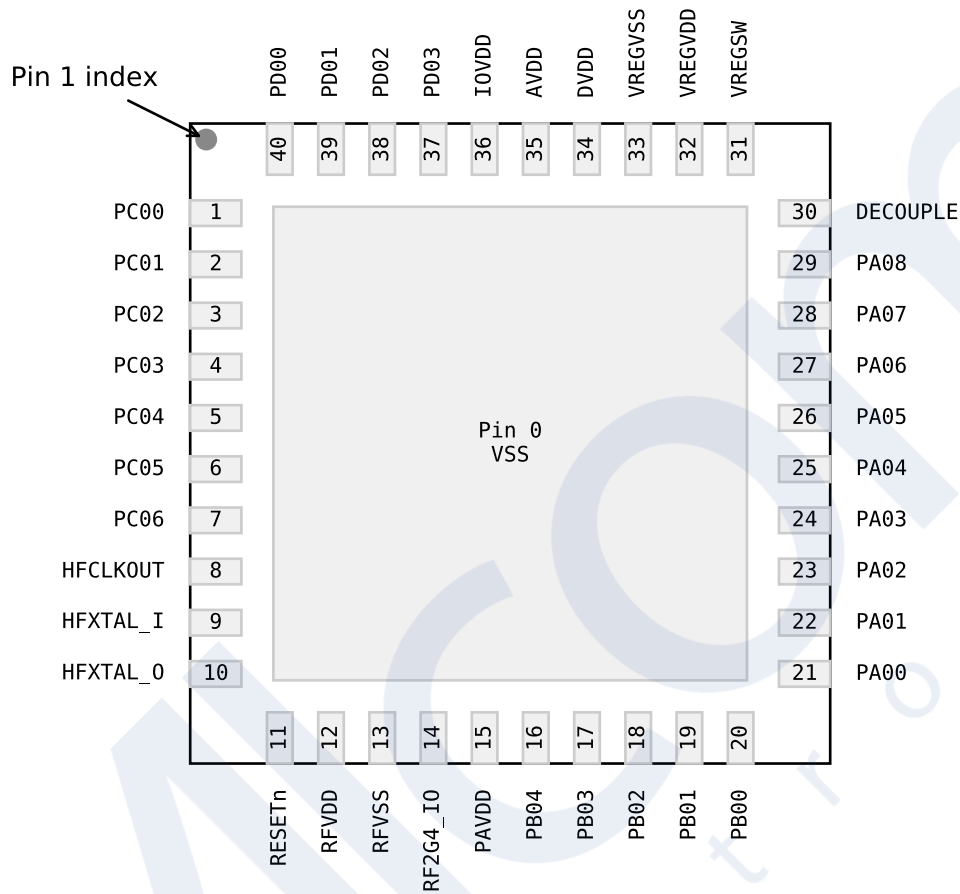 Pin 1 index
PD00
PD01
PD02
PD03
IOVDD
AVDD
DVDD
VREGVSS
VREGVDD
VREGSW
40
39
38
37
36
35
34
33
32
31
PC00 1
PC01 2
PC02 3
PC03 4
PC04 5
PC05 6
PC06 7
HFCLKOUT 8
HFXTAL_I 9
HFXTAL_O 10
Pin 0
VSS
30 DECOUPLE
29 PA08
28 PA07
27 PA06
26 PA05
25 PA04
24 PA03
23 PA02
22 PA01
21 PA00
11
12
13
14
15
16
17
18
19
20
RESETn
RFVDD
RFVSS
RF2G4_IO
PAVDD
PB04
PB03
PB02
PB01
PB00